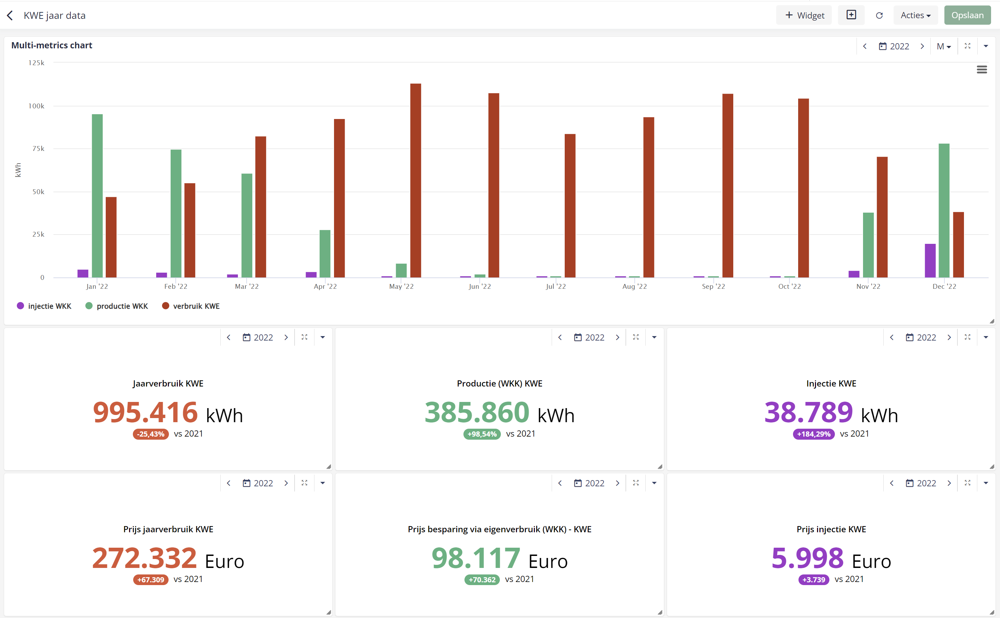 KWE jaar data
+ Widget
Acties
Opslaan
Multi-metrics chart
2022
M
125k
100k
75k
50k
25k
0
kWh
Jan '22
Feb '22
Mar '22
Apr '22
May '22
Jun '22
Jul '22
Aug '22
Sep '22
Oct '22
Nov '22
Dec '22
injectie WKK
productie WKK
verbruik KWE
2022
Jaarverbruik KWE
995.416 kWh
-25,43% vs 2021
2022
Productie (WKK) KWE
385.860 kWh
+98,54% vs 2021
2022
Injectie KWE
38.789 kWh
+184,29% vs 2021
2022
Prijs jaarverbruik KWE
272.332 Euro
+67.309 vs 2021
2022
Prijs besparing via eigenverbruik (WKK) - KWE
98.117 Euro
+70.362 vs 2021
2022
Prijs injectie KWE
5.998 Euro
+3.739 vs 2021